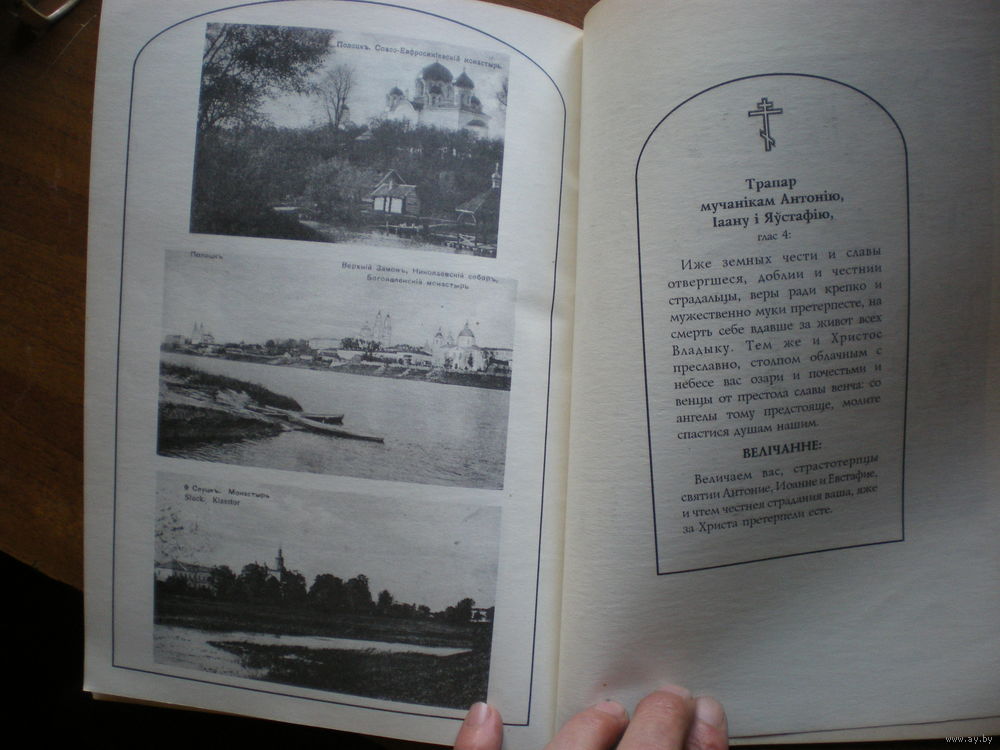 Полоцкъ. Спасо-Евфросиніевскій монастырь.
Полоцкъ
Верхній Замокъ, Николаевскій соборъ,
Богоявленскій монастырь
9 Слуцкъ. Монастырь
Sluck. Klasztor
Трапар
мучанікам Антонію,
Іаану і Яўстафію,
глас 4:
Иже земных чести и славы
отвергшеся, доблии и честнии
страдальцы, веры ради крепко и
мужественно муки претерпесте, на
смерть себе вдавше за живот всех
Владыку. Тем же и Христос
преславно, столпом облачным с
небесе вас озари и почестьми и
венцы от престола славы венча: со
ангелы тому предстояще, молите
спастися душам нашим.
ВЕЛІЧАННЕ:
Величаем вас, страстотерпцы
святии Антоние, Иоанне и Евстафие,
и чтем честнея страдания ваша, яже
за Христа претерпели есте.
www.ay.by